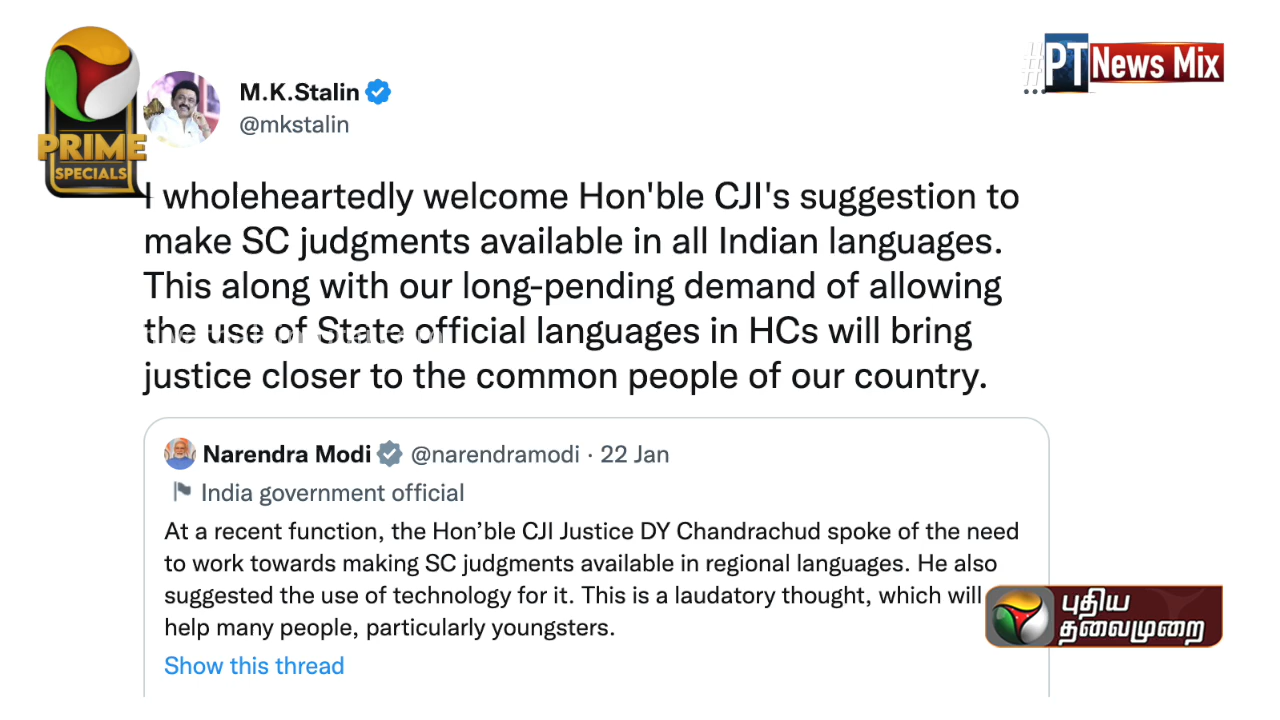 #PT News Mix
PRIME
SPECIALS
M.K.Stalin
@mkstalin
I wholeheartedly welcome Hon'ble CJI's suggestion to
make SC judgments available in all Indian languages.
This along with our long-pending demand of allowing
the use of State official languages in HCs will bring
justice closer to the common people of our country.
Narendra Modi @narendramodi · 22 Jan
India government official
At a recent function, the Hon’ble CJI Justice DY Chandrachud spoke of the need
to work towards making SC judgments available in regional languages. He also
suggested the use of technology for it. This is a laudatory thought, which will
help many people, particularly youngsters.
Show this thread
புதிய
தலைமுறை